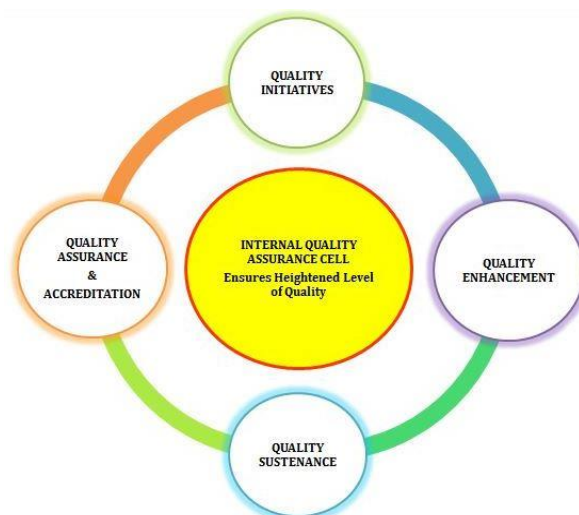 QUALITY
INITIATIVES
QUALITY
ASSURANCE
&
ACCREDITATION
INTERNAL QUALITY
ASSURANCE CELL
Ensures Heightened Level
of Quality
QUALITY
ENHANCEMENT
QUALITY
SUSTENANCE